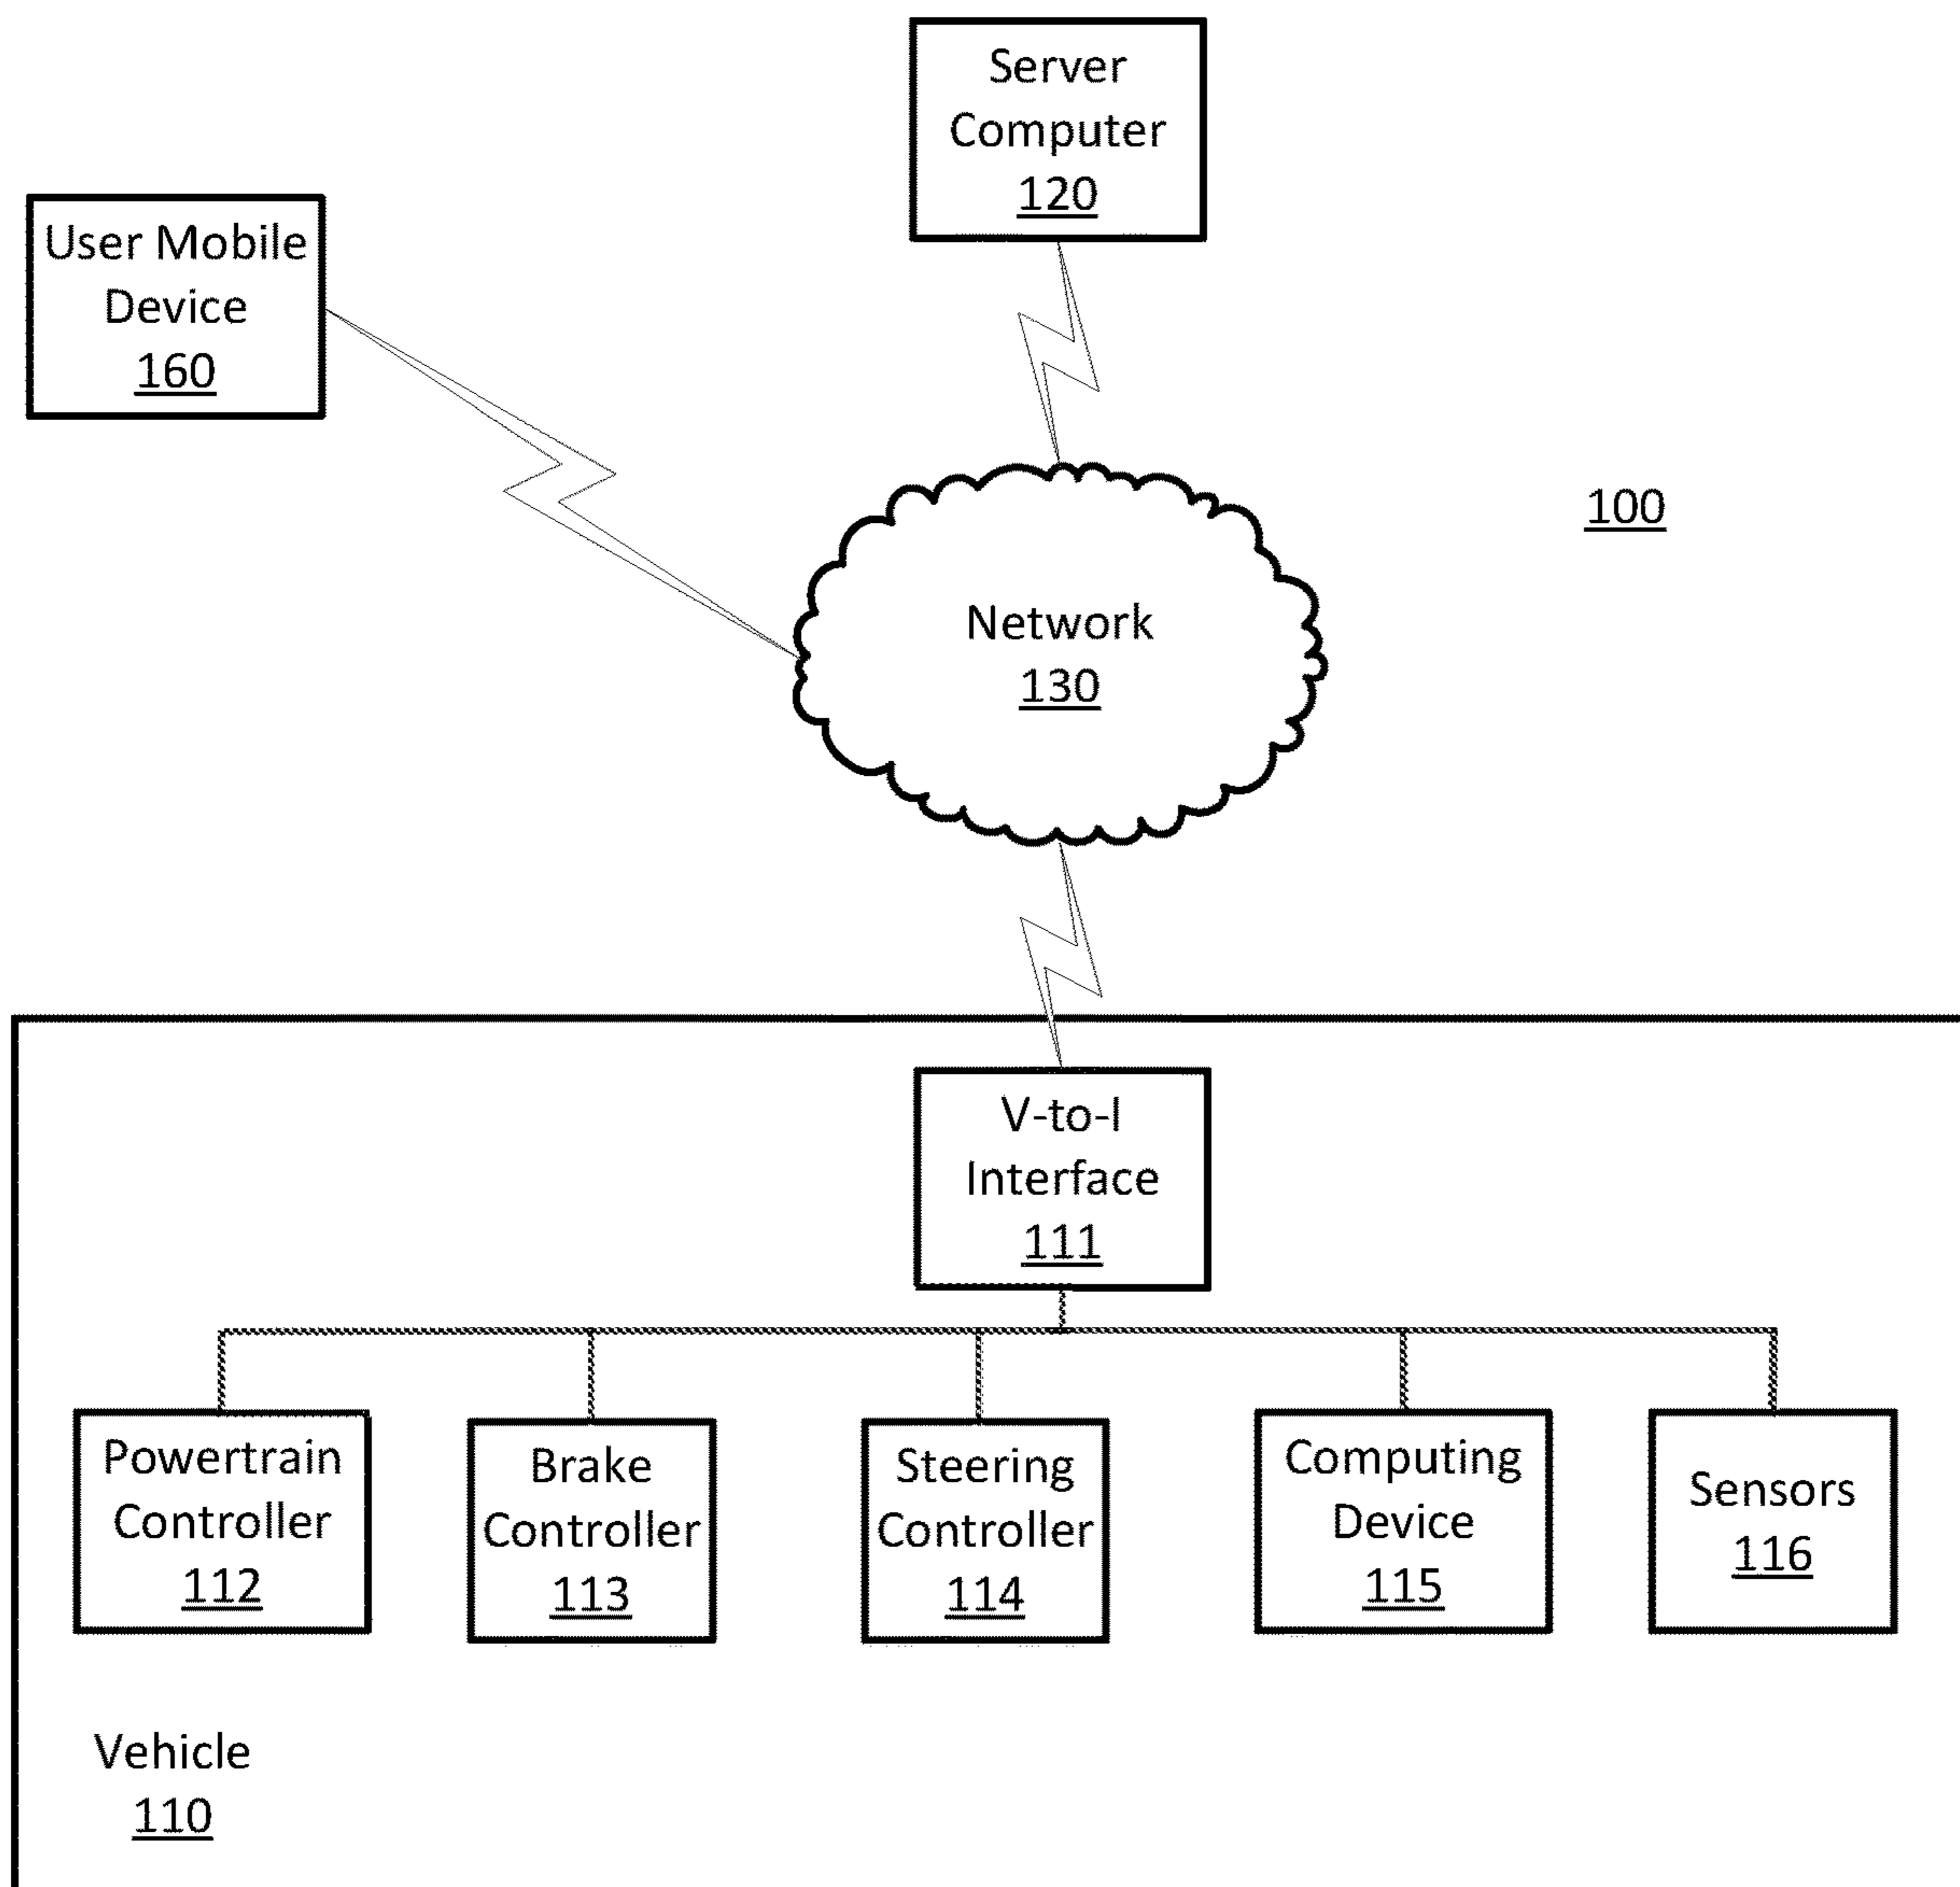 Server
Computer
120
User Mobile
Device
160
100
Network
130
V-to-I
Interface
111
Powertrain
Controller
112
Brake
Controller
113
Steering
Controller
114
Computing
Device
115
Sensors
116
Vehicle
110